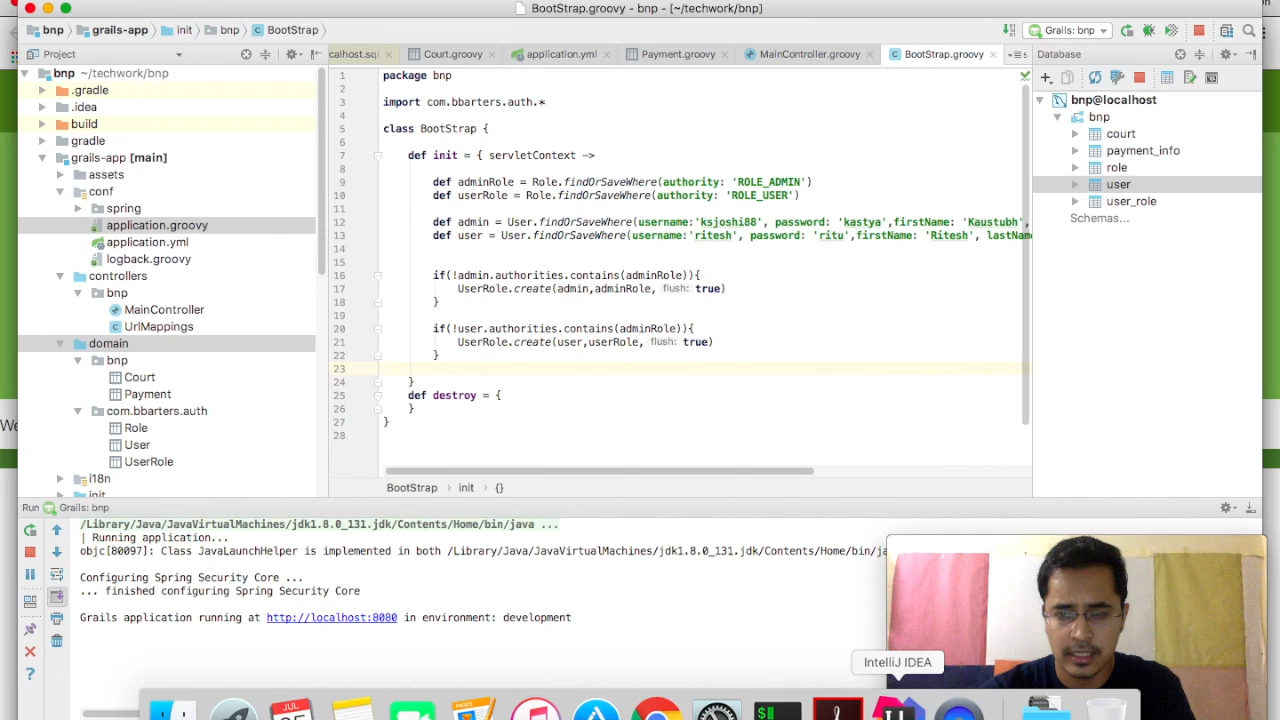 BootStrap.groovy - bnp - [~/techwork/bnp]
bnp grails-app init bnp BootStrap Grails: bnp
Project calhost.sql Court.groovy application.yml Payment.groovy MainController.groovy BootStrap.groovy Database
bnp ~/techwork/bnp
.gradle
.idea
build
gradle
grails-app [main]
assets
conf
spring
application.groovy
application.yml
logback.groovy
controllers
bnp
MainController
UrlMappings
domain
bnp
Court
Payment
com.bbarters.auth
Role
User
UserRole
i18n
init
1 package bnp
2
3 import com.bbarters.auth.*
4
5 class BootStrap {
6
7 def init = { servletContext ->
8
9 def adminRole = Role.findOrSaveWhere(authority: 'ROLE_ADMIN')
10 def userRole = Role.findOrSaveWhere(authority: 'ROLE_USER')
11
12 def admin = User.findOrSaveWhere(username:'ksjoshi88', password: 'kastya',firstName: 'Kaustubh',
13 def user = User.findOrSaveWhere(username:'ritesh', password: 'ritu',firstName: 'Ritesh', lastNam
14
15
16 if(!admin.authorities.contains(adminRole)){
17 UserRole.create(admin,adminRole, flush: true)
18 }
19
20 if(!user.authorities.contains(adminRole)){
21 UserRole.create(user,userRole, flush: true)
22 }
23
24 }
25 def destroy = {
26 }
27 }
28
BootStrap init {}
bnp@localhost
bnp
court
payment_info
role
user
user_role
Schemas...
We
Run Grails: bnp
/Library/Java/JavaVirtualMachines/jdk1.8.0_131.jdk/Contents/Home/bin/java ...
| Running application...
objc[80097]: Class JavaLaunchHelper is implemented in both /Library/Java/JavaVirtualMachines/jdk1.8.0_131.jdk/Contents/Home/bin/ja
Configuring Spring Security Core ...
... finished configuring Spring Security Core
Grails application running at http://localhost:8080 in environment: development
IntelliJ IDEA
JUL